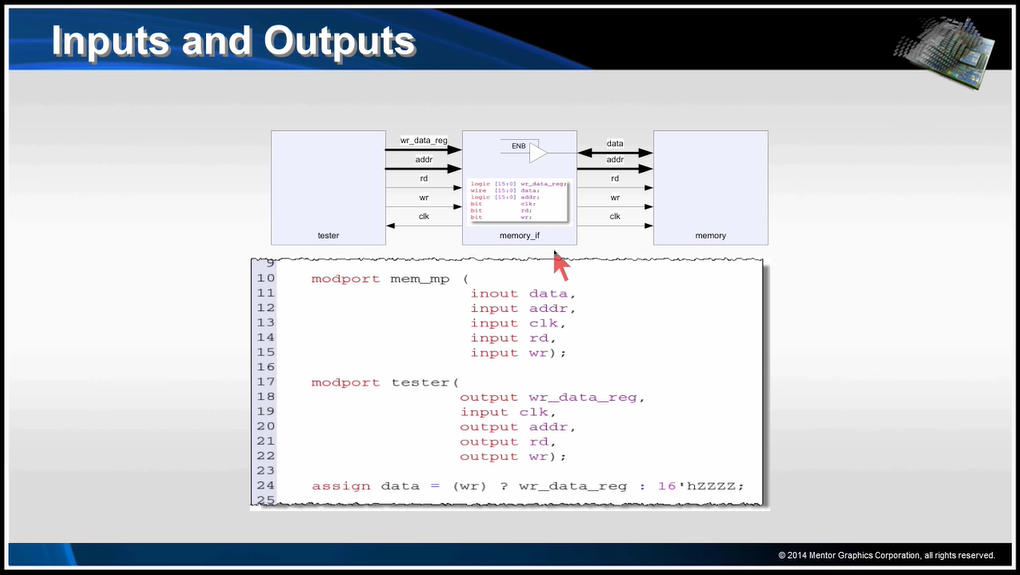 Inputs and Outputs
wr_data_reg
addr
rd
wr
clk
tester
ENB
logic [15:0] wr_data_reg;
wire [15:0] data;
logic [15:0] addr;
bit clk;
bit rd;
bit wr;
memory_if
data
addr
rd
wr
clk
memory
9
10 modport mem_mp (
11 inout data,
12 input addr,
13 input clk,
14 input rd,
15 input wr);
16
17 modport tester(
18 output wr_data_reg,
19 input clk,
20 output addr,
21 output rd,
22 output wr);
23
24 assign data = (wr) ? wr_data_reg : 16'hZZZZ;
25
© 2014 Mentor Graphics Corporation, all rights reserved.